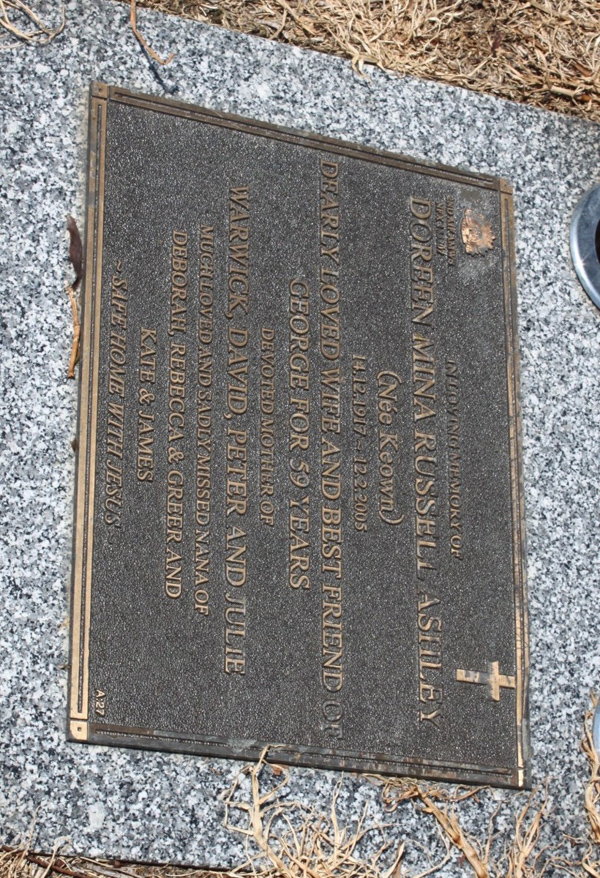 IN LOVING MEMORY OF
DOREEN MINA RUSSELL ASHLEY
(Née Keown)
14.12.1917 - 12.2.2005
DEARLY LOVED WIFE AND BEST FRIEND OF
GEORGE FOR 59 YEARS
DEVOTED MOTHER OF
WARWICK, DAVID, PETER AND JULIE
MUCH LOVED AND SADLY MISSED NANA OF
DEBORAH, REBECCA & GREER AND
KATE & JAMES
~ SAFE HOME WITH JESUS ~
A'27